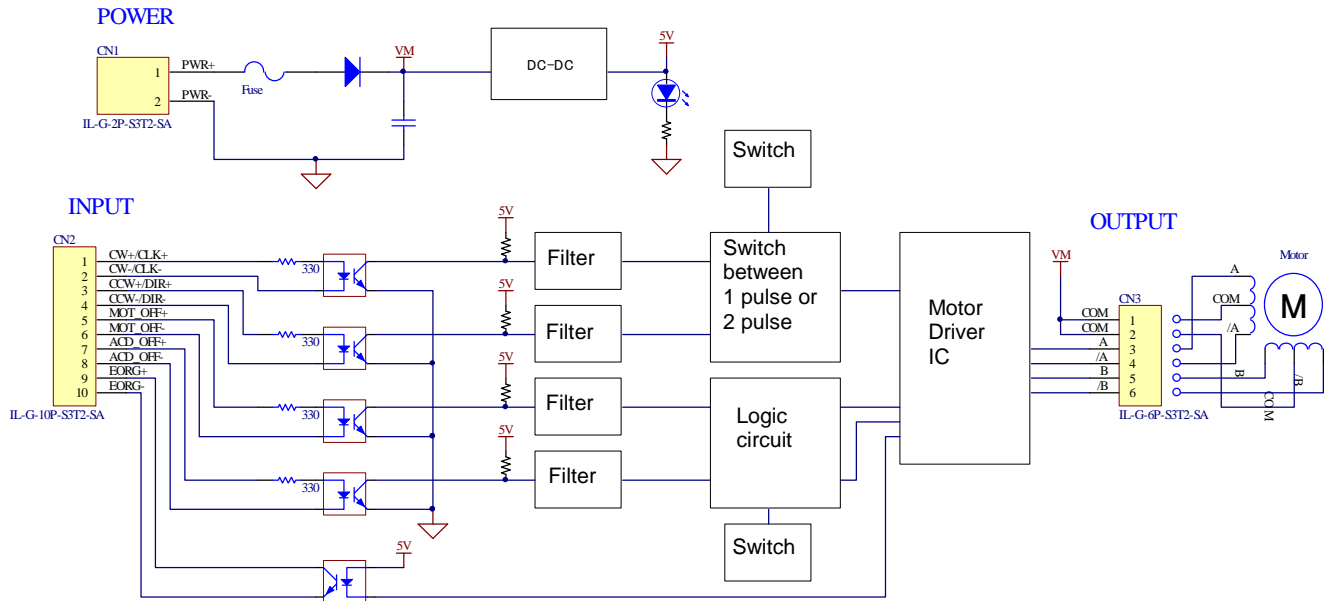 POWER
CN1
1
PWR+
2
PWR-
IL-G-2P-S3T2-SA
Fuse
VM
DC-DC
5V
Switch
INPUT
CN2
1
CW+/CLK+
2
CW-/CLK-
3
CCW+/DIR+
4
CCW-/DIR-
5
MOT_OFF+
6
MOT_OFF-
7
ACD_OFF+
8
ACD_OFF-
9
EORG+
10
EORG-
IL-G-10P-S3T2-SA
330
330
330
330
5V
5V
5V
5V
5V
Filter
Filter
Filter
Filter
Switch
between
1 pulse or
2 pulse
Logic
circuit
Switch
Motor
Driver
IC
OUTPUT
VM
CN3
COM
1
COM
2
A
3
/A
4
B
5
/B
6
IL-G-6P-S3T2-SA
Motor
M
A
COM
/A
B
COM
/B